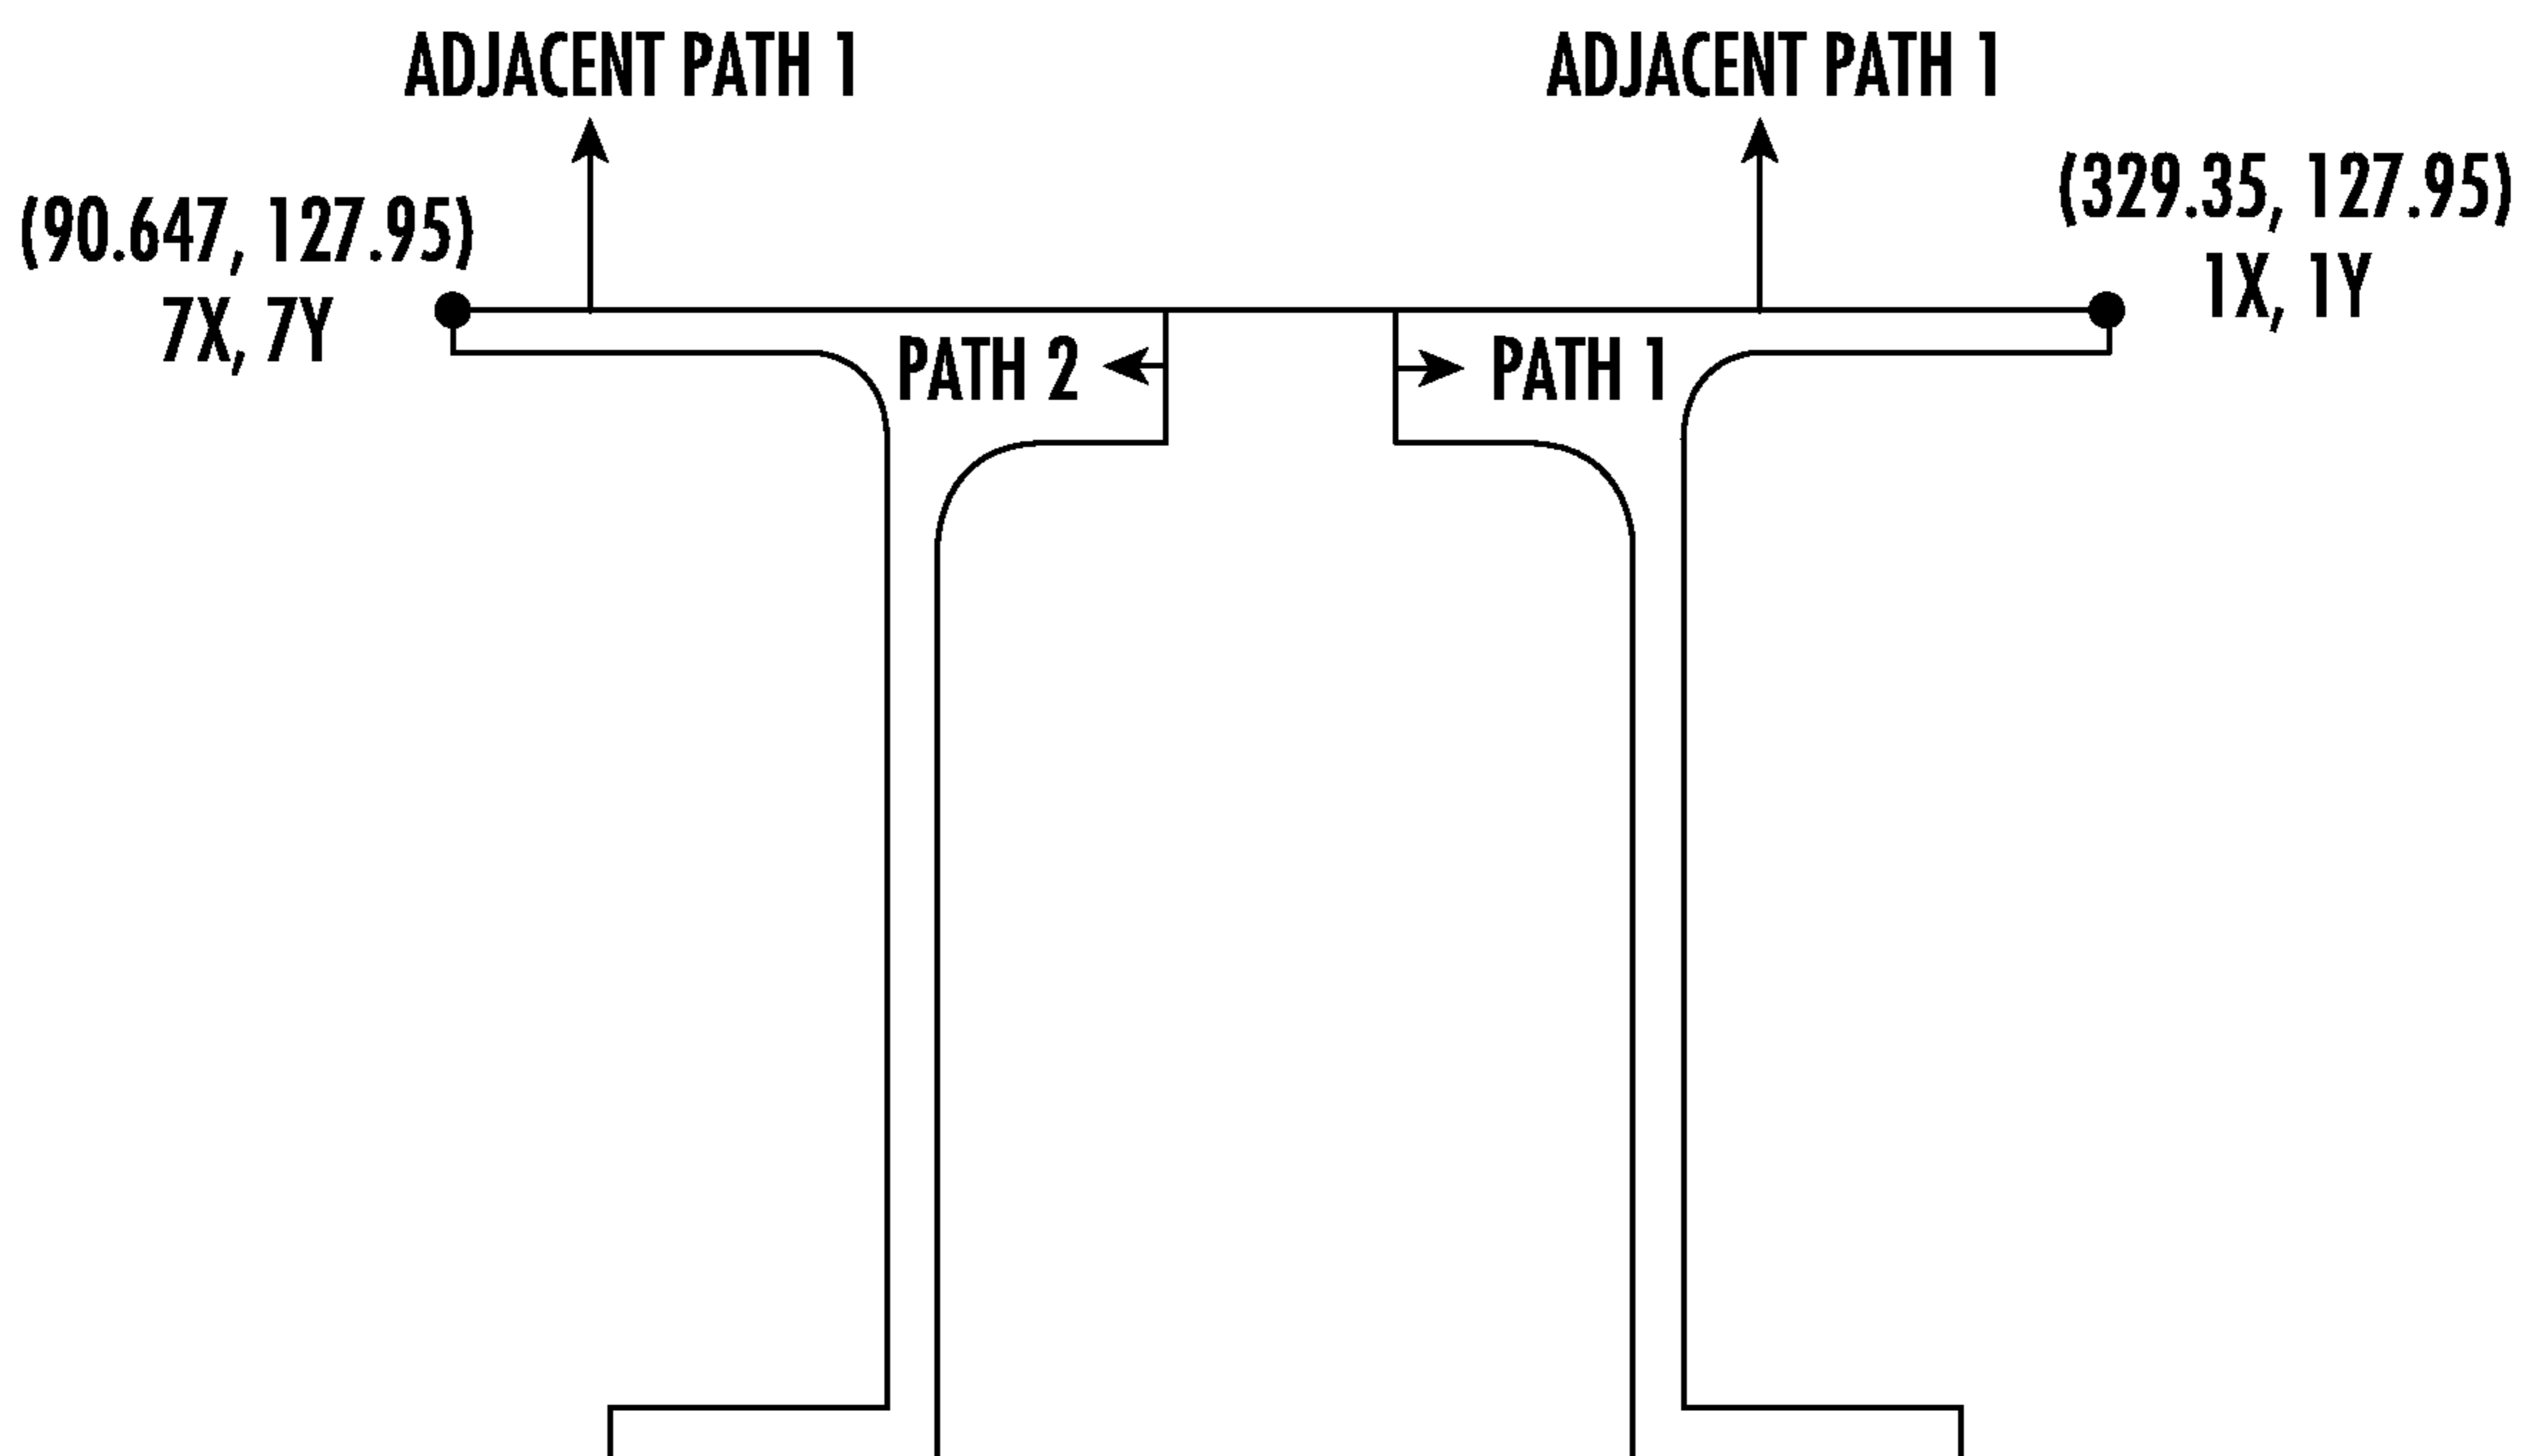 ADJACENT PATH 1
ADJACENT PATH 1
(90.647, 127.95)
7X, 7Y
(329.35, 127.95)
1X, 1Y
PATH 2
PATH 1